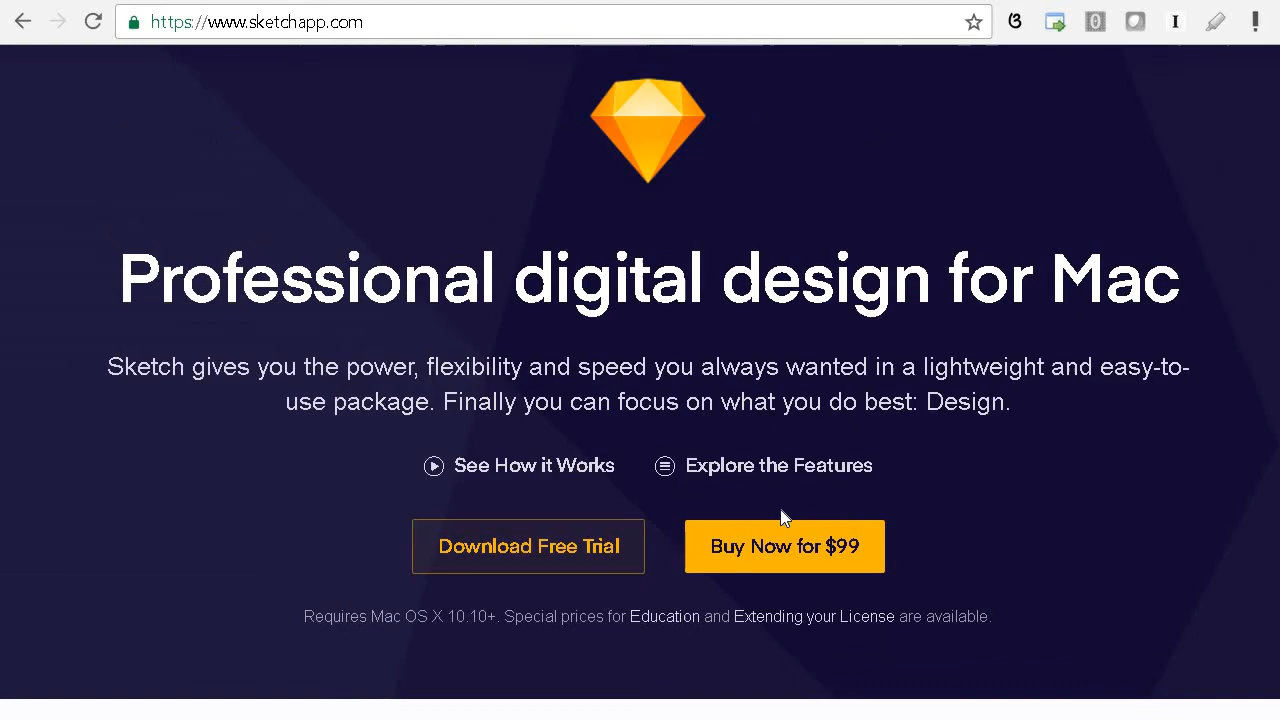 https://www.sketchapp.com
Professional digital design for Mac
Sketch gives you the power, flexibility and speed you always wanted in a lightweight and easy-to-
use package. Finally you can focus on what you do best: Design.
See How it Works
Explore the Features
Download Free Trial
Buy Now for $99
Requires Mac OS X 10.10+. Special prices for Education and Extending your License are available.